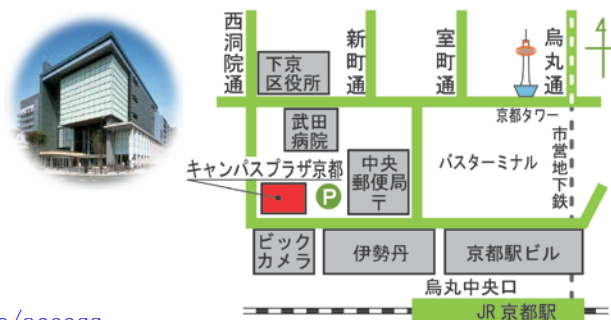 西洞院通
新町通
室町通
烏丸通
4
下京
区役所
京都タワー
武田
病院
市営地下鉄
キャンパスプラザ京都
中央
郵便局
〒
バスターミナル
P
ビック
カメラ
伊勢丹
京都駅ビル
烏丸中央口
JR 京都駅